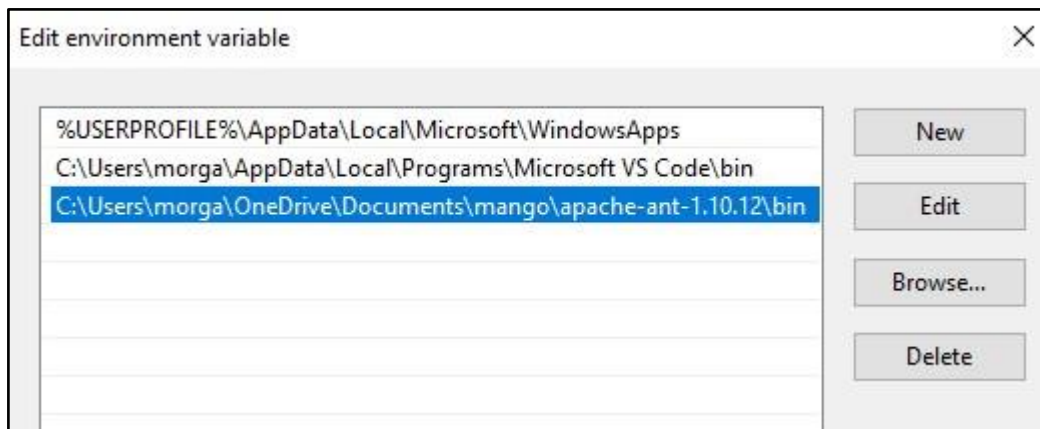 Edit environment variable
%USERPROFILE%\AppData\Local\Microsoft\WindowsApps
New
C:\Users\morga\AppData\Local\Programs\Microsoft VS Code\bin
C:\Users\morga\OneDrive\Documents\mango\apache-ant-1.10.12\bin
Edit
Browse...
Delete